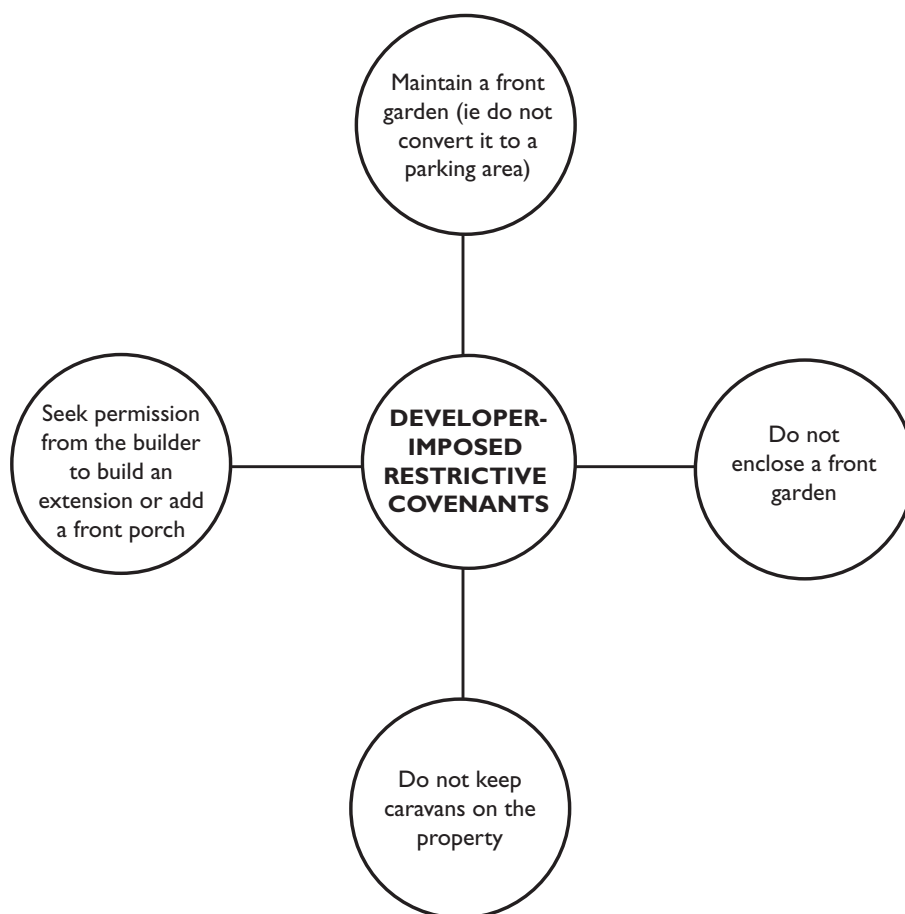 Maintain a front
garden (ie do not
convert it to a
parking area)
Seek permission
from the builder
to build an
extension or add
a front porch
DEVELOPER-
IMPOSED
RESTRICTIVE
COVENANTS
Do not
enclose a front
garden
Do not keep
caravans on the
property